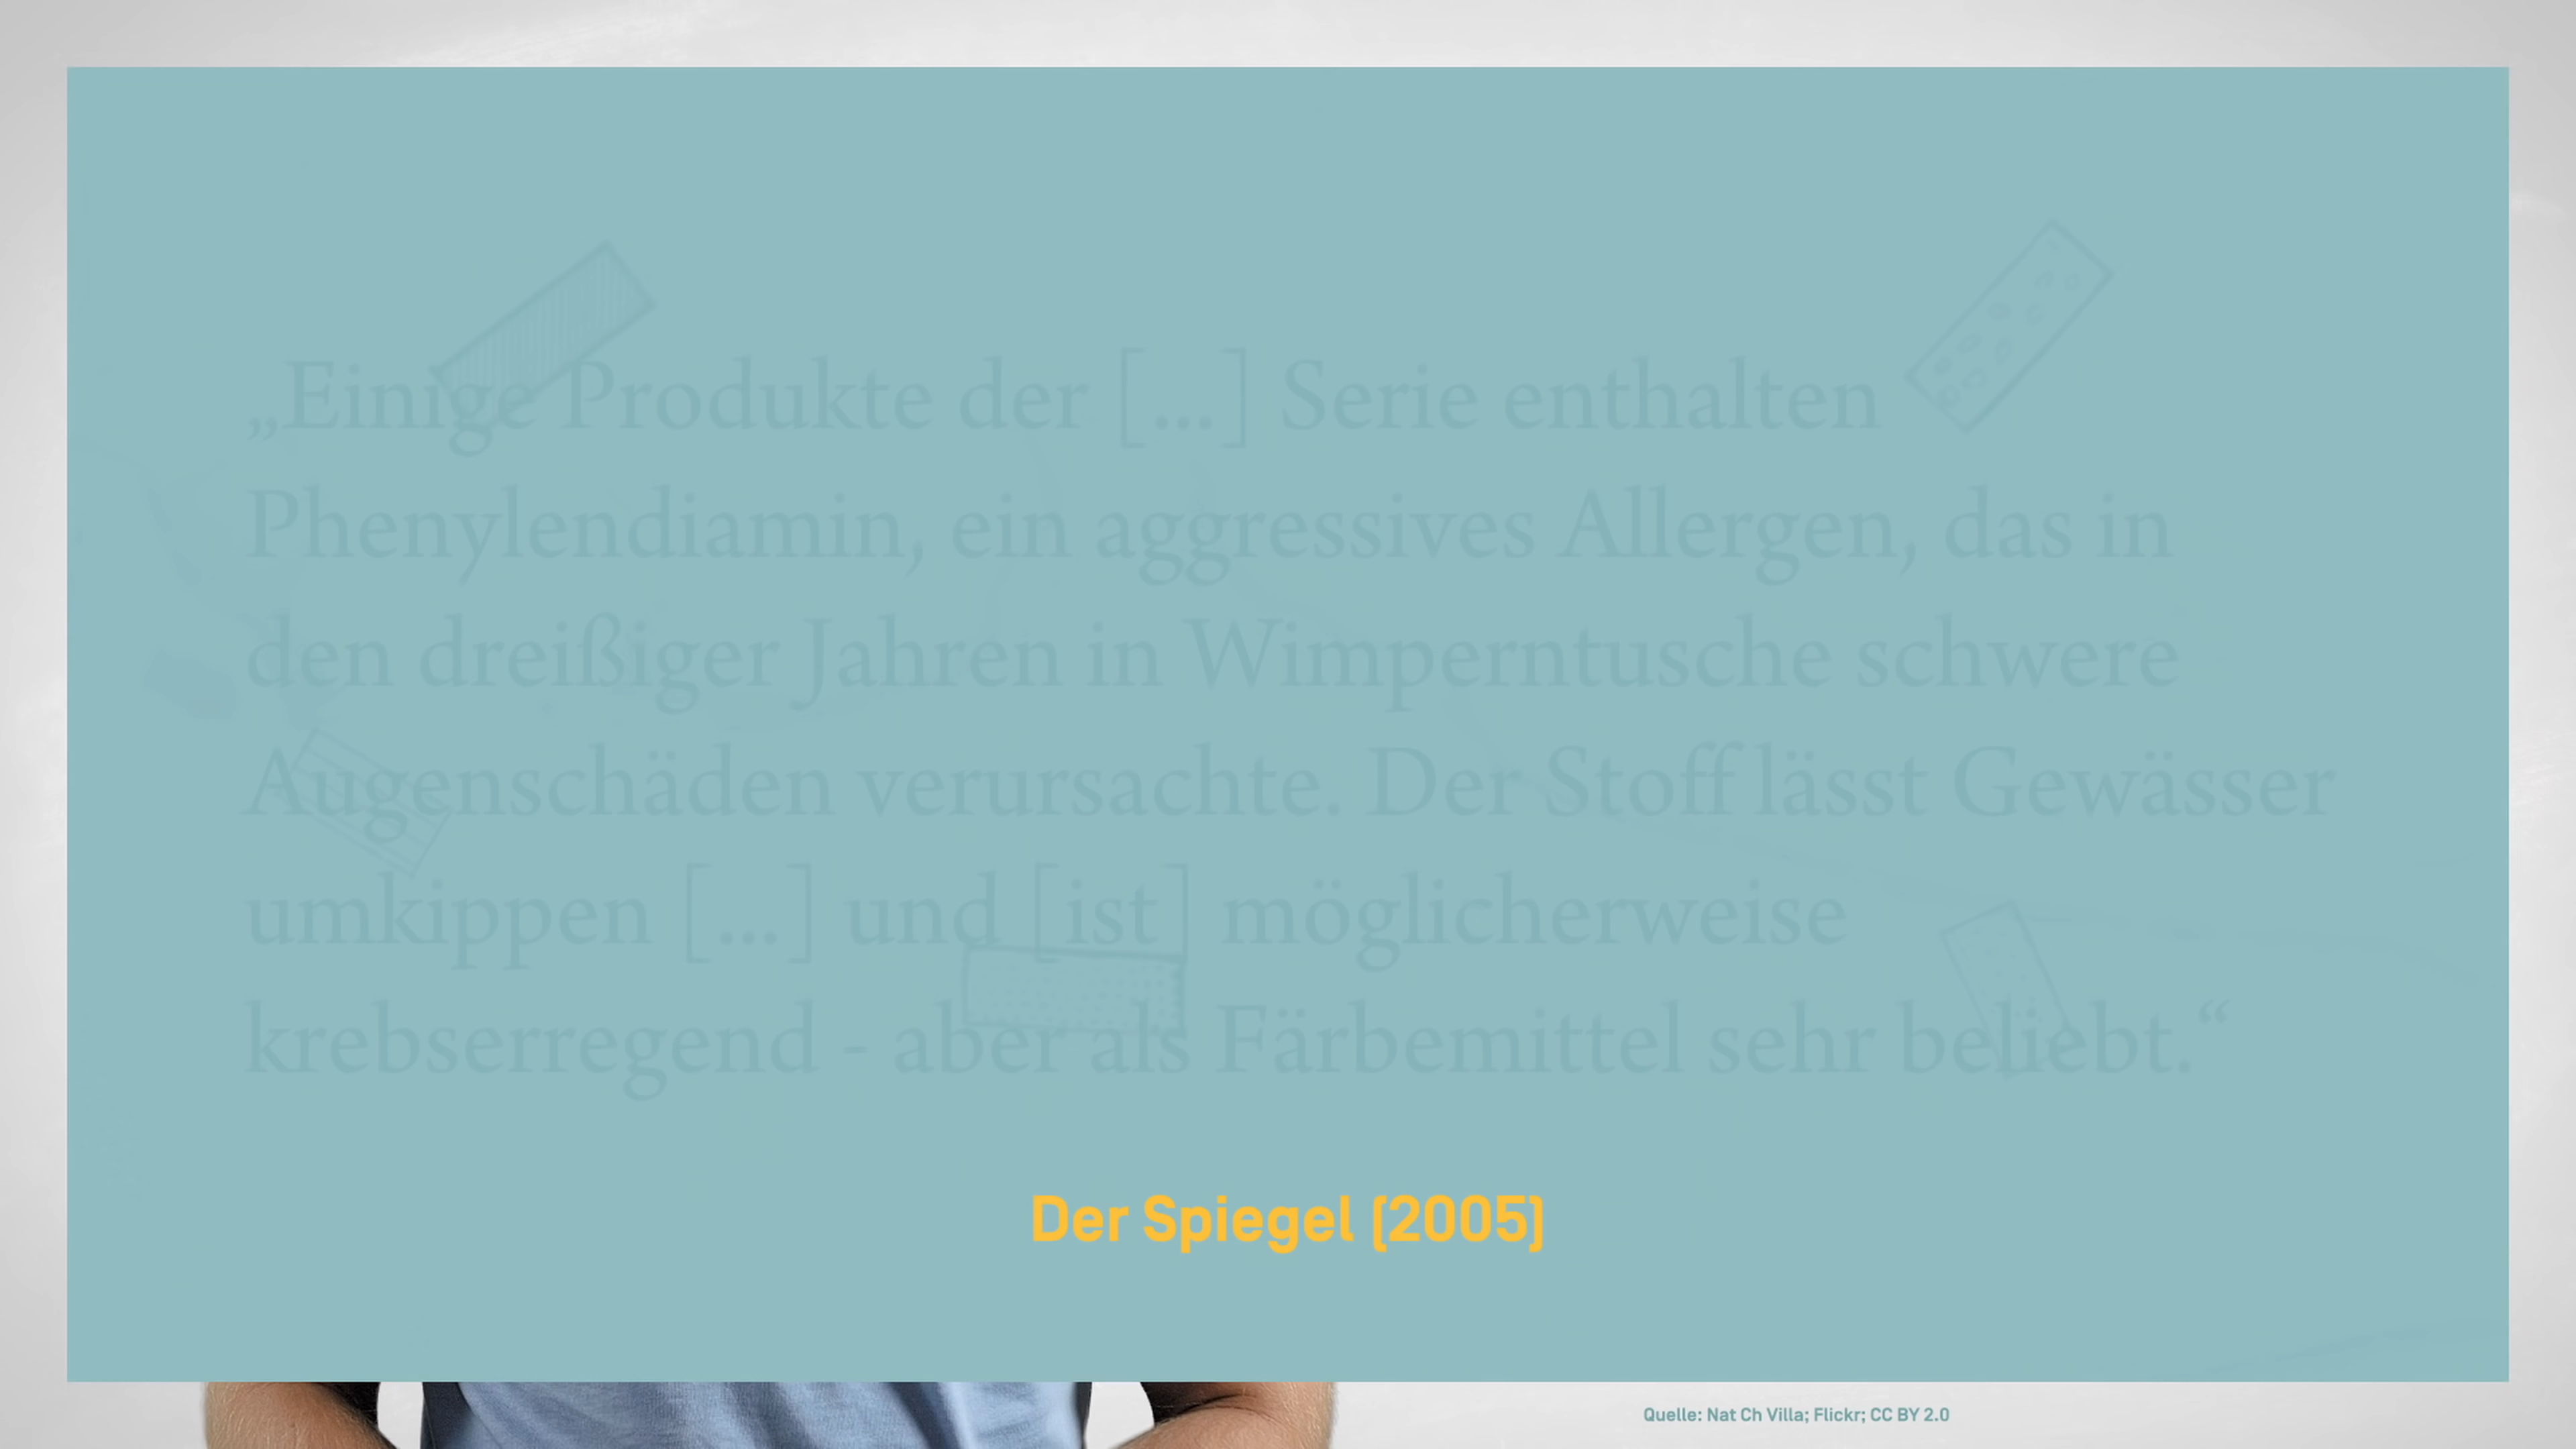 „Einige Produkte der [...] Serie enthalten
Phenylendiamin, ein aggressives Allergen, das in
den dreißiger Jahren in Wimperntusche schwere
Augenschäden verursachte. Der Stoff lässt Gewässer
umkippen [...] und [ist] möglicherweise
krebserregend - aber als Färbemittel sehr beliebt.“
Der Spiegel (2005)
Quelle: Nat Ch Villa; Flickr; CC BY 2.0